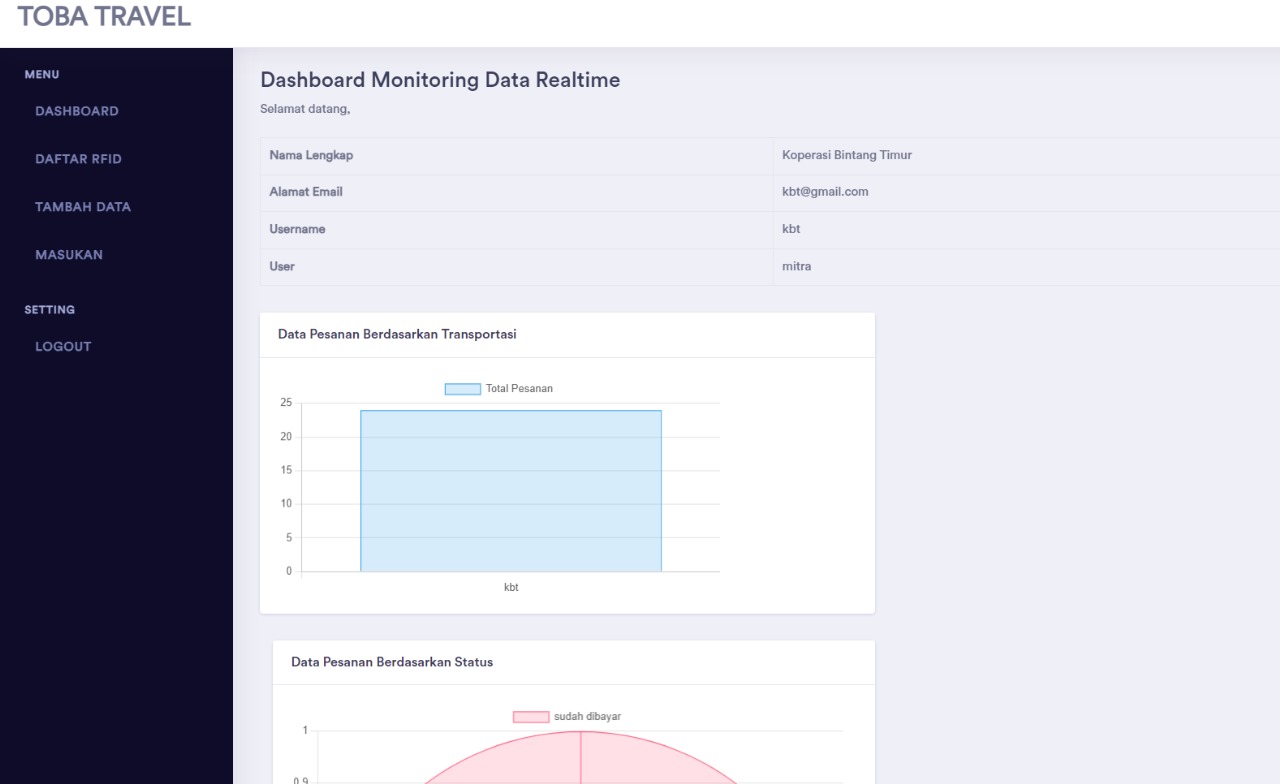 TOBA TRAVEL
MENU
DASHBOARD
DAFTAR RFID
TAMBAH DATA
MASUKAN
SETTING
LOGOUT
Dashboard Monitoring Data Realtime
Selamat datang,
Nama Lengkap Koperasi Bintang Timur
Alamat Email kbt@gmail.com
Username kbt
User mitra
Data Pesanan Berdasarkan Transportasi
Total Pesanan
25
20
15
10
5
0
kbt
Data Pesanan Berdasarkan Status
sudah dibayar
1
0.9